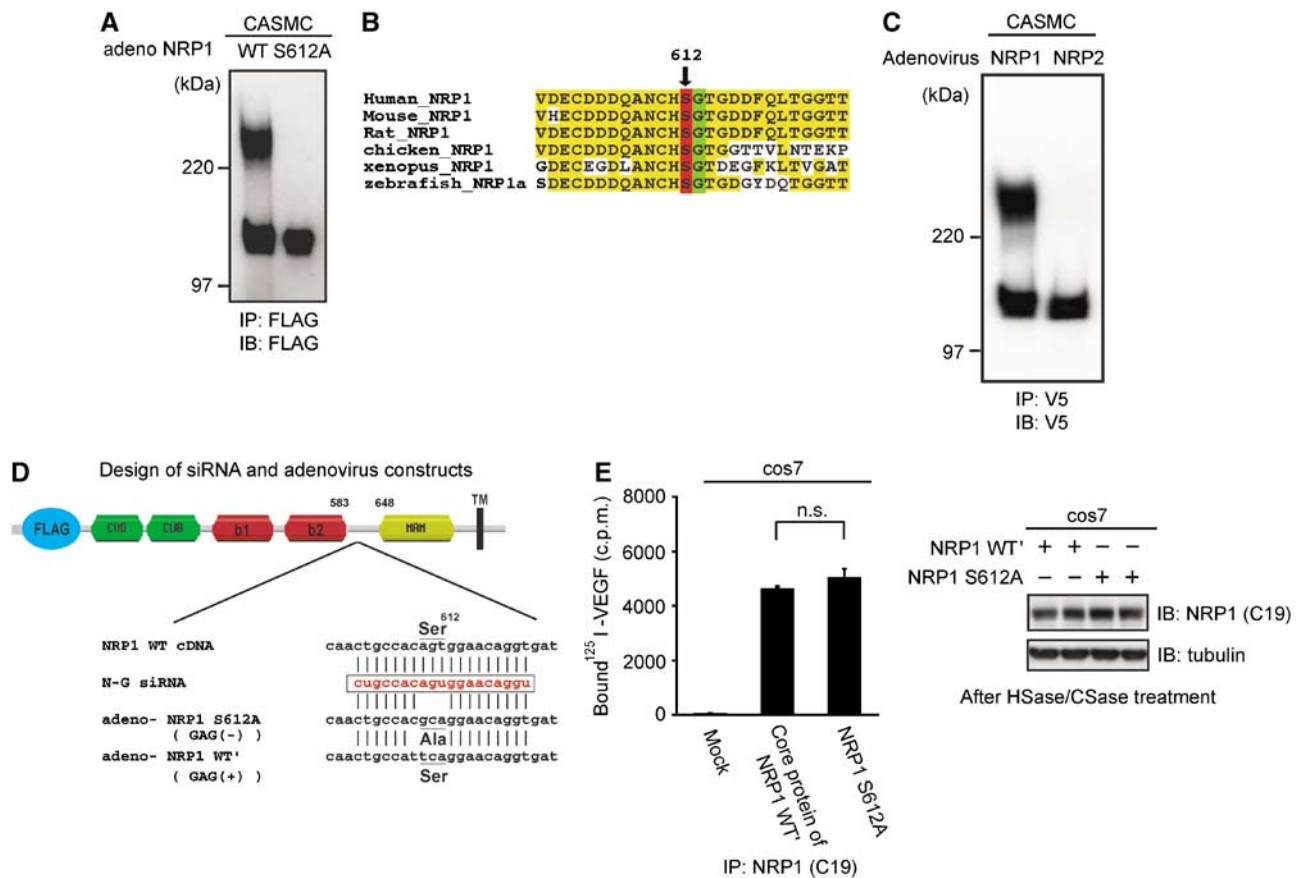 A
CASMC
adeno NRP1 WT S612A
(kDa)
220
97
IP: FLAG
IB: FLAG
B
612
Human_NRP1 VDECDDDQANCHSGTGDDFQLTGGTT
Mouse_NRP1 VHECDDDQANCHSGTGDDFQLTGGTT
Rat_NRP1 VDECDDDQANCHSGTGDDFQLTGGTT
chicken_NRP1 VDECDDDQANCHSGTGGTTVLNTEKP
xenopus_NRP1 GDECEGDLANCHSGTDEGFKLTVGAT
zebrafish_NRP1a SDECDDDQANCHSGTGDGYDQTGGTT
C
CASMC
Adenovirus NRP1 NRP2
(kDa)
220
97
IP: V5
IB: V5
D
Design of siRNA and adenovirus constructs
583 648 TM
FLAG CUB CUB b1 b2 MAM
Ser612
NRP1 WT cDNA caactgccacagtggaacaggtgat
N-G siRNA cugccacaguggaacaggu
adeno- NRP1 S612A caactgccacgcaggaacaggtgat
( GAG(-) ) Ala
adeno- NRP1 WT' caactgccattcaggaacaggtgat
( GAG(+) ) Ser
E
cos7
Bound 125 I -VEGF (c.p.m.)
8000
6000
4000
2000
0
n.s.
Mock
Core protein of NRP1 WT'
NRP1 S612A
IP: NRP1 (C19)
cos7
NRP1 WT' + + – –
NRP1 S612A – – + +
IB: NRP1 (C19)
IB: tubulin
After HSase/CSase treatment